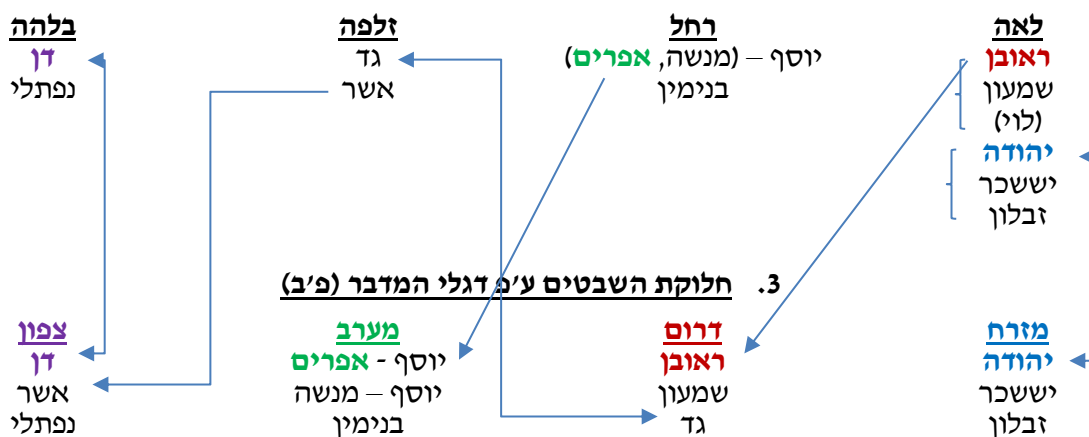 לאה
ראובן
שמעון
(לוי)
יהודה
יששכר
זבלון
רחל
יוסף – (מנשה, אפרים)
בנימין
זלפה
גד
אשר
בלהה
דן
נפתלי
3. חלוקת השבטים ע'פ דגלי המדבר (פ'ב)
מזרח
יהודה
יששכר
זבלון
דרום
ראובן
שמעון
גד
מערב
יוסף - אפרים
יוסף – מנשה
בנימין
צפון
דן
אשר
נפתלי